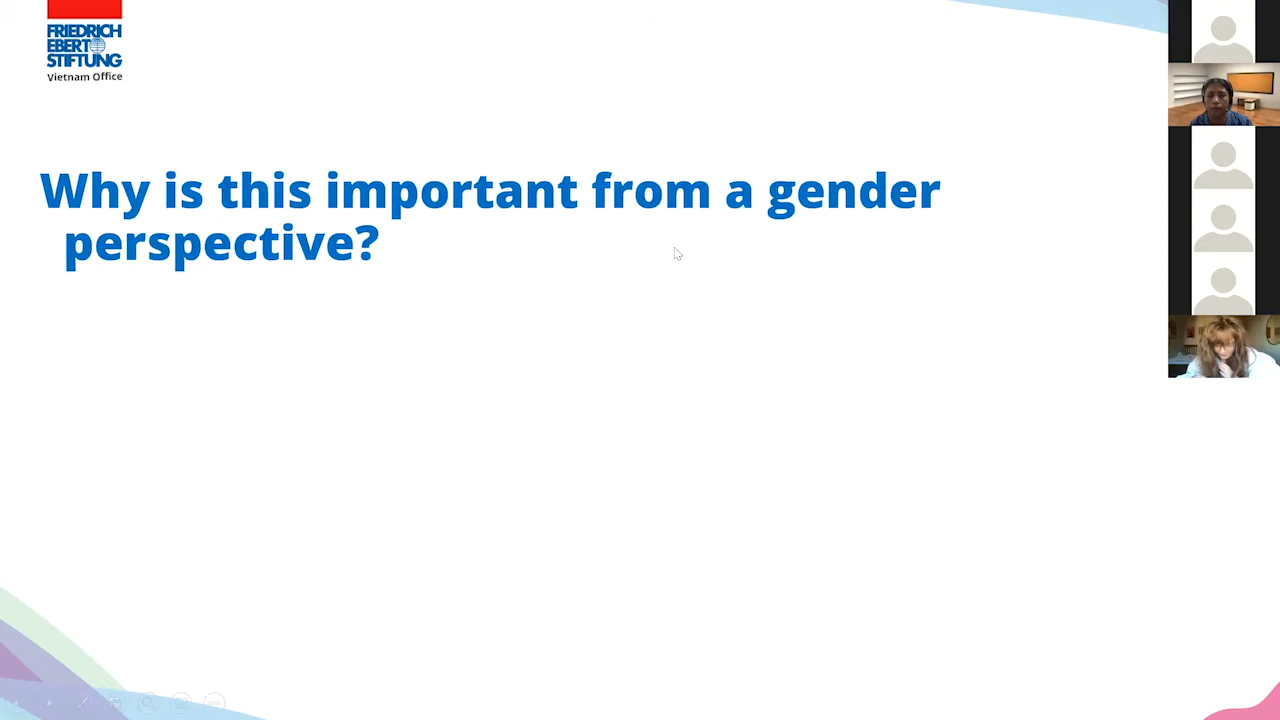 FRIEDRICH
EBERT
STIFTUNG
Vietnam Office
Why is this important from a gender
perspective?